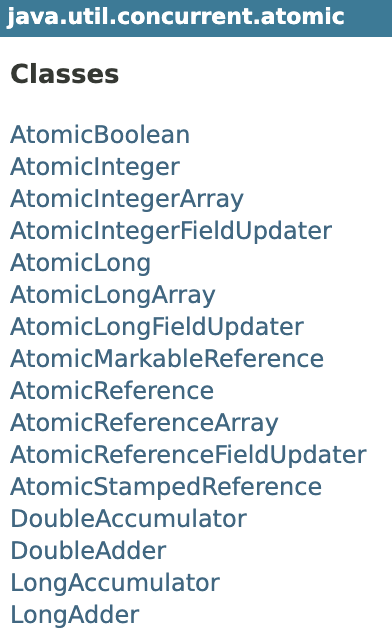 java.util.concurrent.atomic
Classes
AtomicBoolean
AtomicInteger
AtomicIntegerArray
AtomicIntegerFieldUpdater
AtomicLong
AtomicLongArray
AtomicLongFieldUpdater
AtomicMarkableReference
AtomicReference
AtomicReferenceArray
AtomicReferenceFieldUpdater
AtomicStampedReference
DoubleAccumulator
DoubleAdder
LongAccumulator
LongAdder